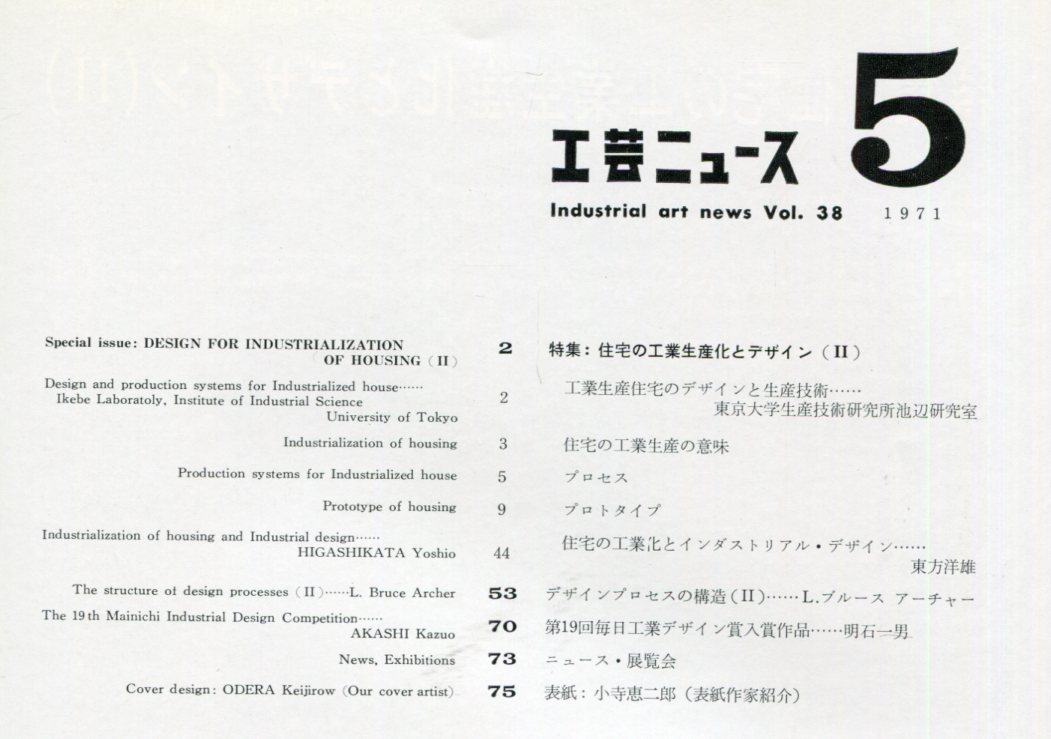 5
工芸ニュース
Industrial art news Vol. 38 1971
Special issue: DESIGN FOR INDUSTRIALIZATION
OF HOUSING (II) 2 特集: 住宅の工業生産化とデザイン (II)
Design and production systems for Industrialized house……
Ikebe Laboratoly, Institute of Industrial Science
University of Tokyo
2 工業生産住宅のデザインと生産技術……
東京大学生産技術研究所池辺研究室
Industrialization of housing 3 住宅の工業生産の意味
Production systems for Industrialized house 5 プロセス
Prototype of housing 9 プロトタイプ
Industrialization of housing and Industrial design……
HIGASHIKATA Yoshio 44 住宅の工業化とインダストリアル・デザイン……
東方洋雄
The structure of design processes (II)……L. Bruce Archer 53 デザインプロセスの構造(II)……L.ブルース アーチャー
The 19th Mainichi Industrial Design Competition……
AKASHI Kazuo 70 第19回毎日工業デザイン賞入賞作品……明石一男
News, Exhibitions 73 ニュース・展覧会
Cover design: ODERA Keijirow (Our cover artist) 75 表紙: 小寺恵二郎 (表紙作家紹介)